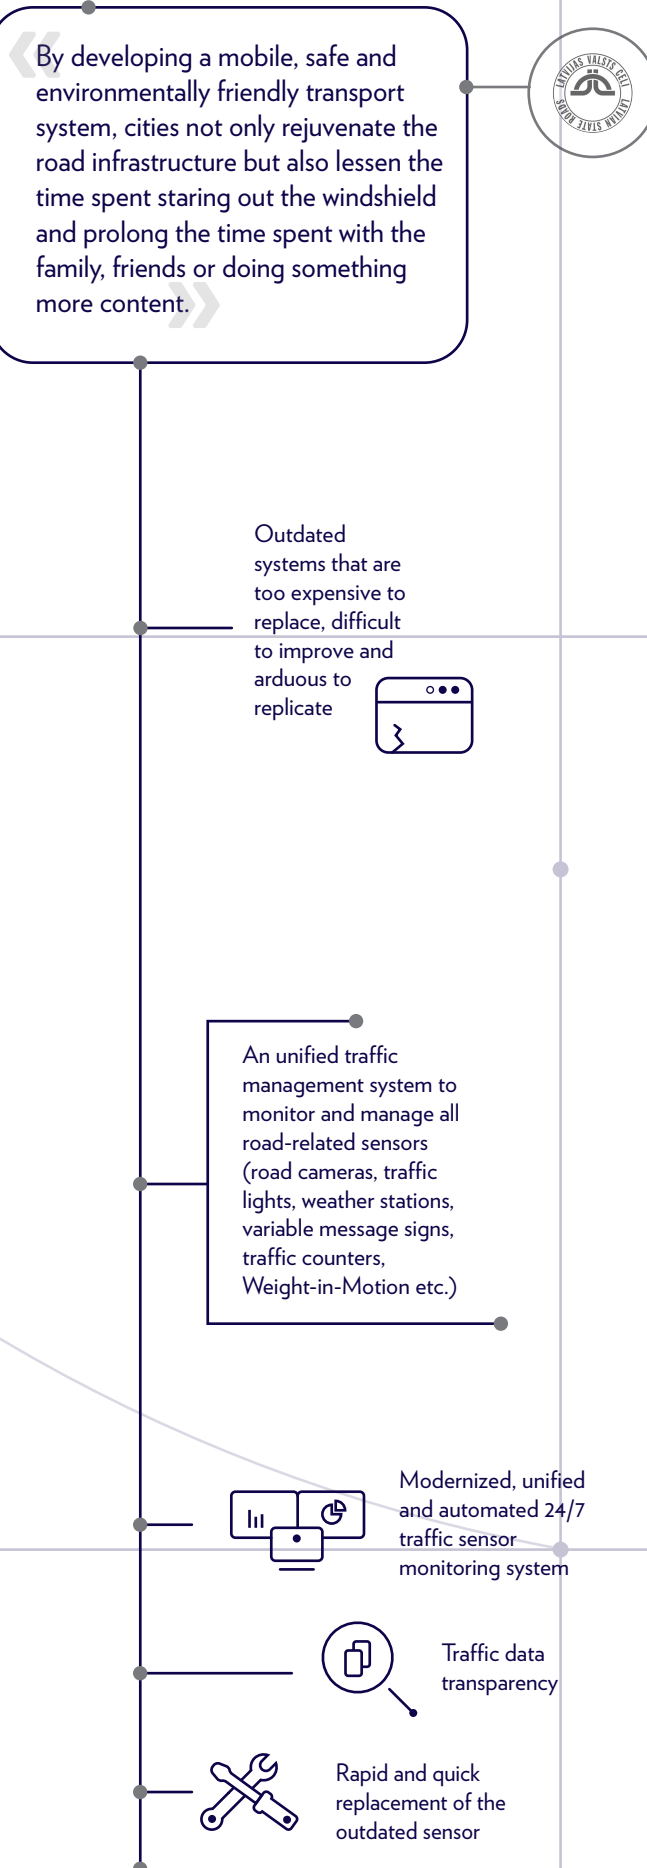 By developing a mobile, safe and
environmentally friendly transport
system, cities not only rejuvenate the
road infrastructure but also lessen the
time spent staring out the windshield
and prolong the time spent with the
family, friends or doing something
more content.
LATVIJAS VALSTS CEĻI
LATVIAN STATE ROADS
Outdated
systems that are
too expensive to
replace, difficult
to improve and
arduous to
replicate
An unified traffic
management system to
monitor and manage all
road-related sensors
(road cameras, traffic
lights, weather stations,
variable message signs,
traffic counters,
Weight-in-Motion etc.)
Modernized, unified
and automated 24/7
traffic sensor
monitoring system
Traffic data
transparency
Rapid and quick
replacement of the
outdated sensor